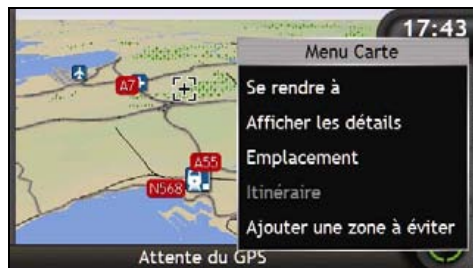 17:43
Menu Carte
Se rendre à
Afficher les détails
Emplacement
Itinéraire
Ajouter une zone à éviter
A7
A55
N568
Attente du GPS